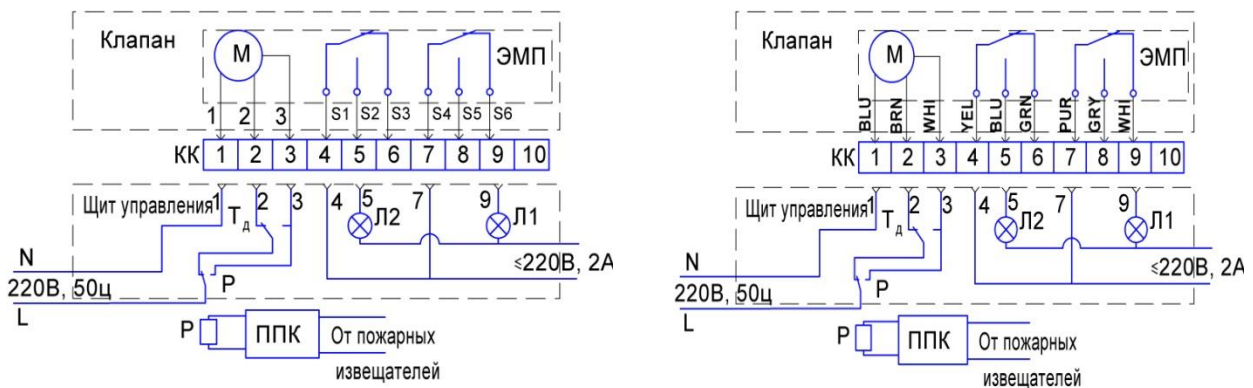 Клапан
М
ЭМП
1 2 3 S1 S2 S3 S4 S5 S6
КК 1 2 3 4 5 6 7 8 9 10
Щит управления 1 2 3 4 5 7 9
Тд Л2 Л1
N
≤220В, 2А
220В, 50ц Р
L
Р ППК От пожарных
извещателей
Клапан
М
ЭМП
BLU BRN WHI YEL BLU GRN PUR GRY WHI
КК 1 2 3 4 5 6 7 8 9 10
Щит управления 1 2 3 4 5 7 9
Тд Л2 Л1
N
≤220В, 2А
220В, 50ц Р
L
Р ППК От пожарных
извещателей